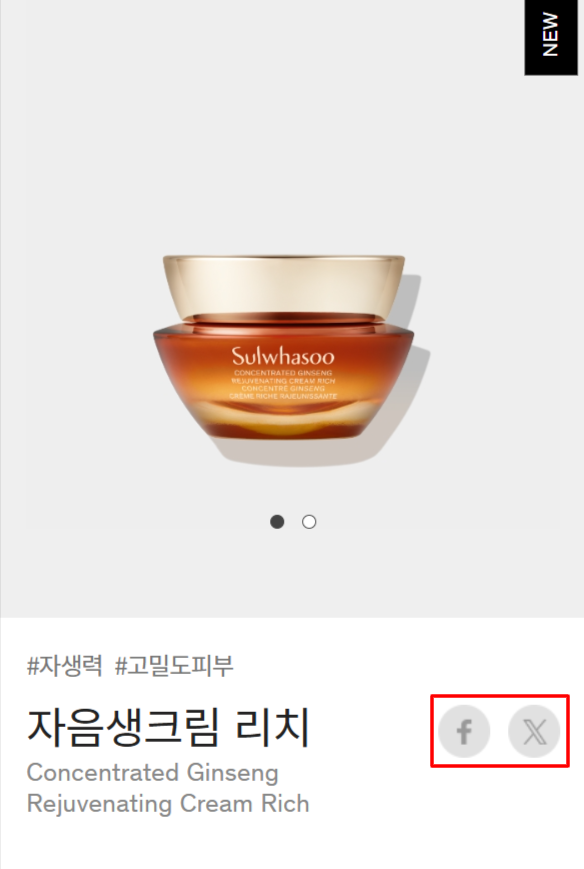 NEW
Sulwhasoo
CONCENTRATED GINSENG
REJUVENATING CREAM RICH
CONCENTRÉ GINSENG
CRÈME RICHE RAJEUNISSANTE
#자생력 #고밀도피부
자음생크림 리치
f X
Concentrated Ginseng
Rejuvenating Cream Rich